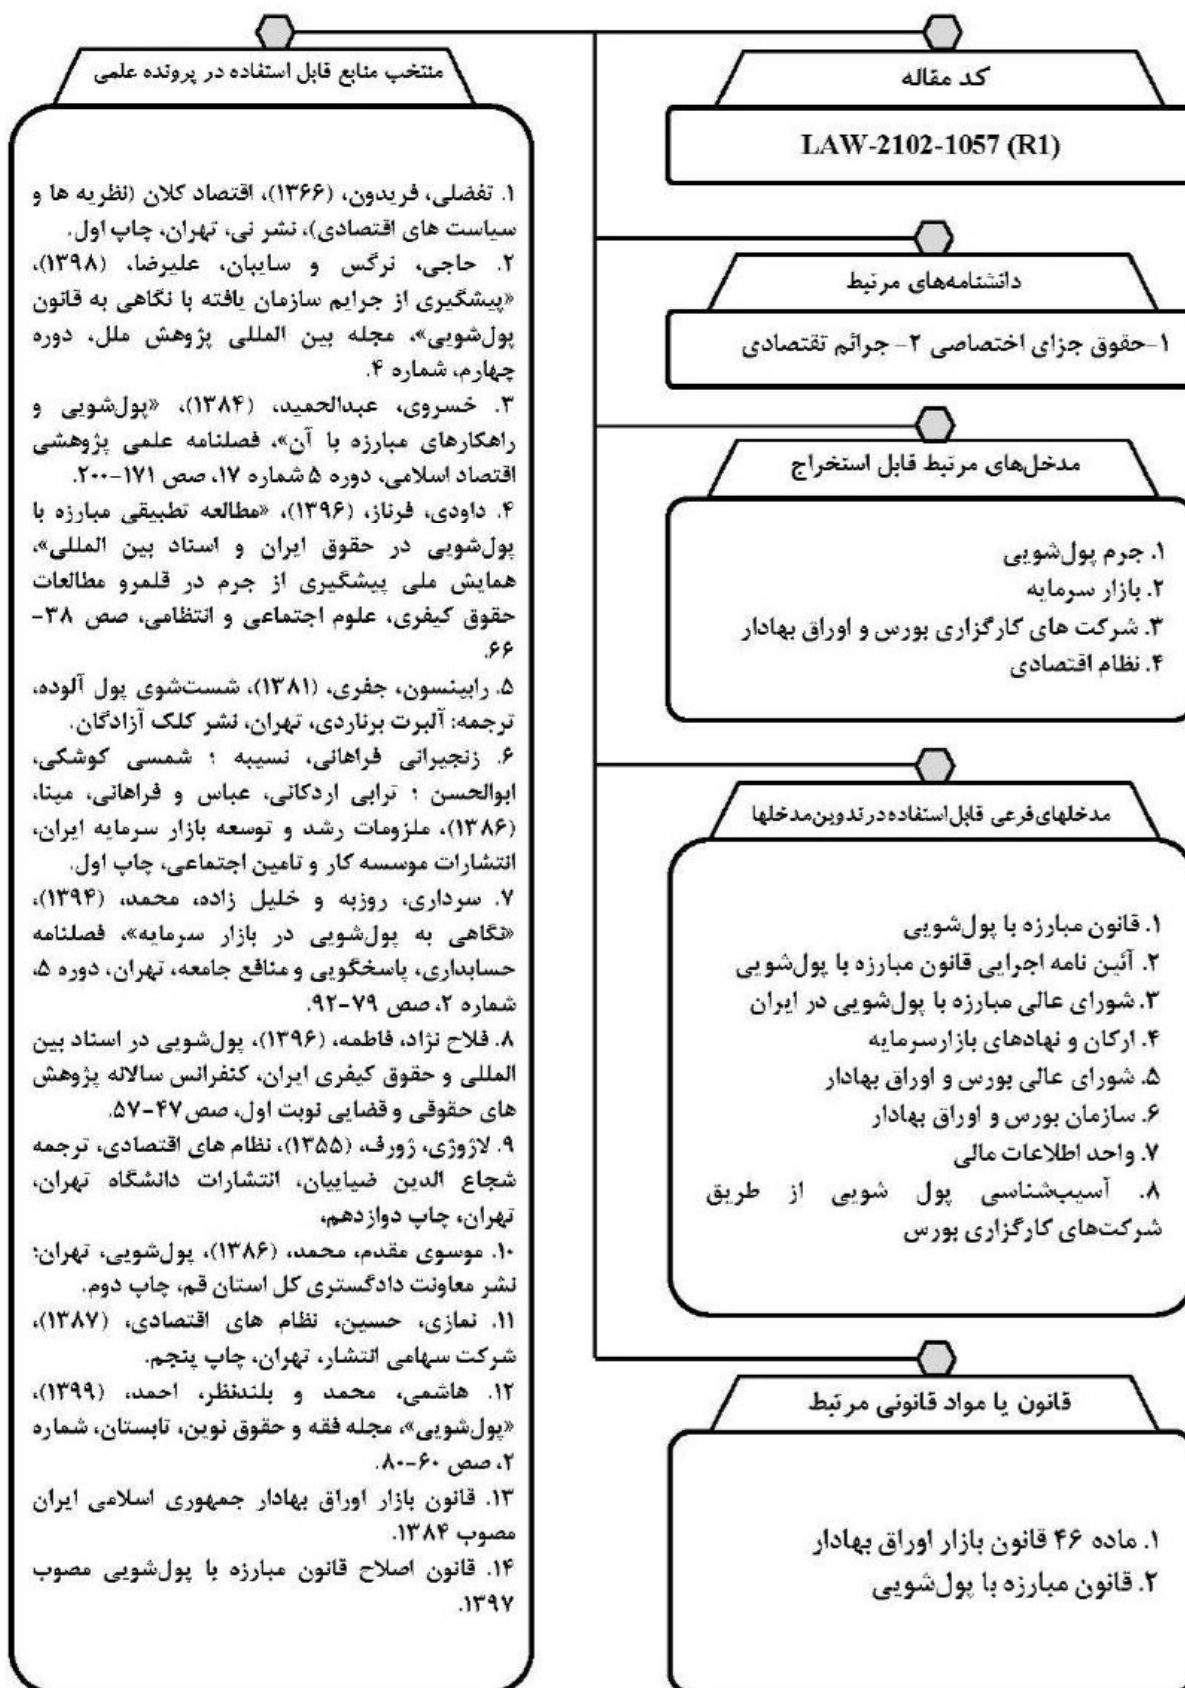 کد مقاله
LAW-2102-1057 (R1)
دانشنامه‌های مرتبط
۱-حقوق جزای اختصاصی ۲- جرائم تقتصادی
مدخل‌های مرتبط قابل استخراج
۱. جرم پول‌شویی
۲. بازار سرمایه
۳. شرکت های کارگزاری بورس و اوراق بهادار
۴. نظام اقتصادی
مدخلهای فرعی قابل استفاده در تدوین مدخلها
۱. قانون مبارزه با پول‌شویی
۲. آئین نامه اجرایی قانون مبارزه با پول‌شویی
۳. شورای عالی مبارزه با پول‌شویی در ایران
۴. ارکان و نهادهای بازارسرمایه
۵. شورای عالی بورس و اوراق بهادار
۶. سازمان بورس و اوراق بهادار
۷. واحد اطلاعات مالی
۸. آسیب‌شناسی پول شویی از طریق
شرکت‌های کارگزاری بورس
قانون یا مواد قانونی مرتبط
۱. ماده ۴۶ قانون بازار اوراق بهادار
۲. قانون مبارزه با پول‌شویی
منتخب منابع قابل استفاده در پرونده علمی
۱. تفضلی، فریدون، (۱۳۶۶)، اقتصاد کلان (نظریه ها و
سیاست های اقتصادی)، نشر نی، تهران، چاپ اول.
۲. حاجی، نرگس و سایبان، علیرضا، (۱۳۹۸)،
«پیشگیری از جرایم سازمان یافته با نگاهی به قانون
پول‌شویی»، مجله بین المللی پژوهش ملل، دوره
چهارم، شماره ۴.
۳. خسروی، عبدالحمید، (۱۳۸۴)، «پول‌شویی و
راهکارهای مبارزه با آن»، فصلنامه علمی پژوهشی
اقتصاد اسلامی، دوره ۵ شماره ۱۷، صص ۱۷۱-۲۰۰.
۴. داودی، فرناز، (۱۳۹۶)، «مطالعه تطبیقی مبارزه با
پول‌شویی در حقوق ایران و اسناد بین المللی»،
همایش ملی پیشگیری از جرم در قلمرو مطالعات
حقوق کیفری، علوم اجتماعی و انتظامی، صص ۳۸-
۶۶.
۵. رابینسون، جفری، (۱۳۸۱)، شست‌شوی پول آلوده،
ترجمه: آلبرت برناردی، تهران، نشر کلک آزادگان.
۶. زنجیرانی فراهانی، نسیبه ؛ شمسی کوشکی،
ابوالحسن ؛ ترابی اردکانی، عباس و فراهانی، مینا،
(۱۳۸۶)، ملزومات رشد و توسعه بازار سرمایه ایران،
انتشارات موسسه کار و تامین اجتماعی، چاپ اول.
۷. سرداری، روزبه و خلیل زاده، محمد، (۱۳۹۴)،
«نگاهی به پول‌شویی در بازار سرمایه»، فصلنامه
حسابداری، پاسخگویی و منافع جامعه، تهران، دوره ۵،
شماره ۲، صص ۷۹-۹۲.
۸. فلاح نژاد، فاطمه، (۱۳۹۶)، پول‌شویی در اسناد بین
المللی و حقوق کیفری ایران، کنفرانس سالانه پژوهش
های حقوقی و قضایی نوبت اول، صص۴۷-۵۷.
۹. لاژوژی، ژورف، (۱۳۵۵)، نظام های اقتصادی، ترجمه
شجاع الدین ضیاییان، انتشارات دانشگاه تهران،
تهران، چاپ دوازدهم،
۱۰. موسوی مقدم، محمد، (۱۳۸۶)، پول‌شویی، تهران:
نشر معاونت دادگستری کل استان قم، چاپ دوم.
۱۱. نمازی، حسین، نظام های اقتصادی، (۱۳۸۷)،
شرکت سهامی انتشار، تهران، چاپ پنجم.
۱۲. هاشمی، محمد و بلندنظر، احمد، (۱۳۹۹)،
«پول‌شویی»، مجله فقه و حقوق نوین، تابستان، شماره
۲، صص ۶۰-۸۰.
۱۳. قانون بازار اوراق بهادار جمهوری اسلامی ایران
مصوب ۱۳۸۴.
۱۴. قانون اصلاح قانون مبارزه با پول‌شویی مصوب
۱۳۹۷.